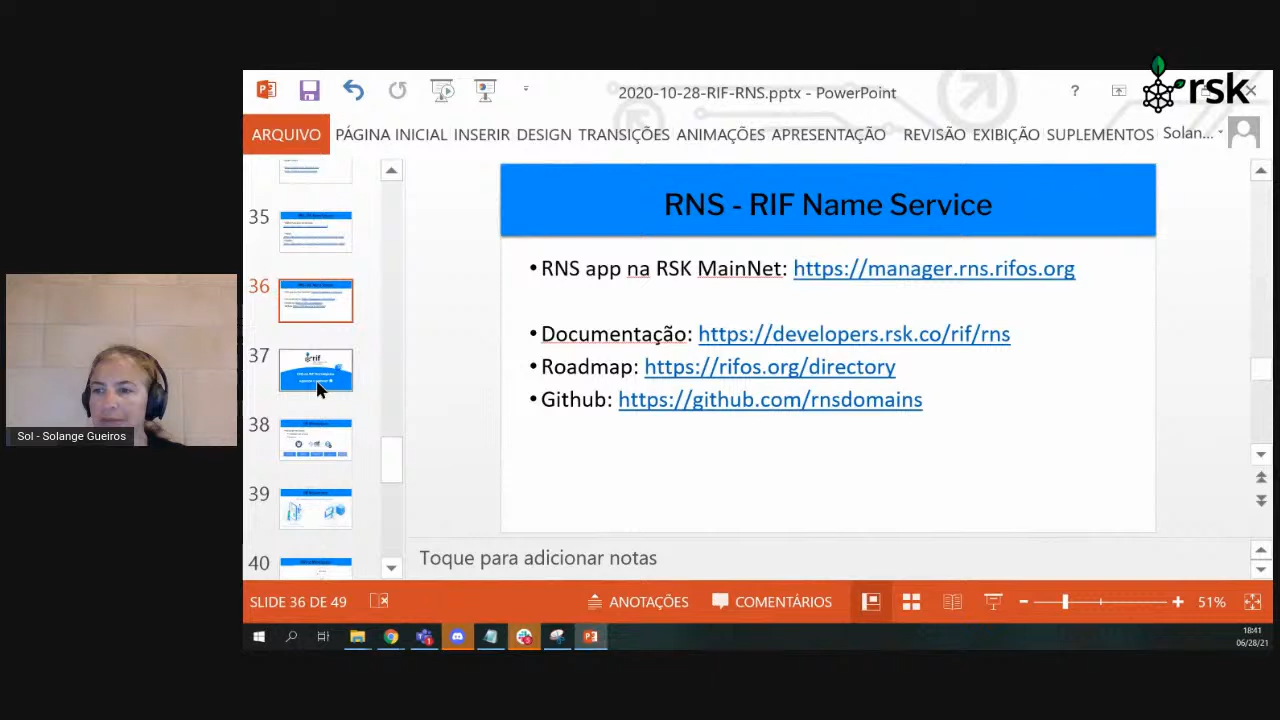 rsk
2020-10-28-RIF-RNS.pptx - PowerPoint
?
ARQUIVO PÁGINA INICIAL INSERIR DESIGN TRANSIÇÕES ANIMAÇÕES APRESENTAÇÃO REVISÃO EXIBIÇÃO SUPLEMENTOS Solan...
35
36
37
rif
38
39
40
RNS - RIF Name Service
• RNS app na RSK MainNet: https://manager.rns.rifos.org
• Documentação: https://developers.rsk.co/rif/rns
• Roadmap: https://rifos.org/directory
• Github: https://github.com/rnsdomains
Sol - Solange Gueiros
Toque para adicionar notas
SLIDE 36 DE 49 ANOTAÇÕES COMENTÁRIOS 51%
18:41
06/28/21